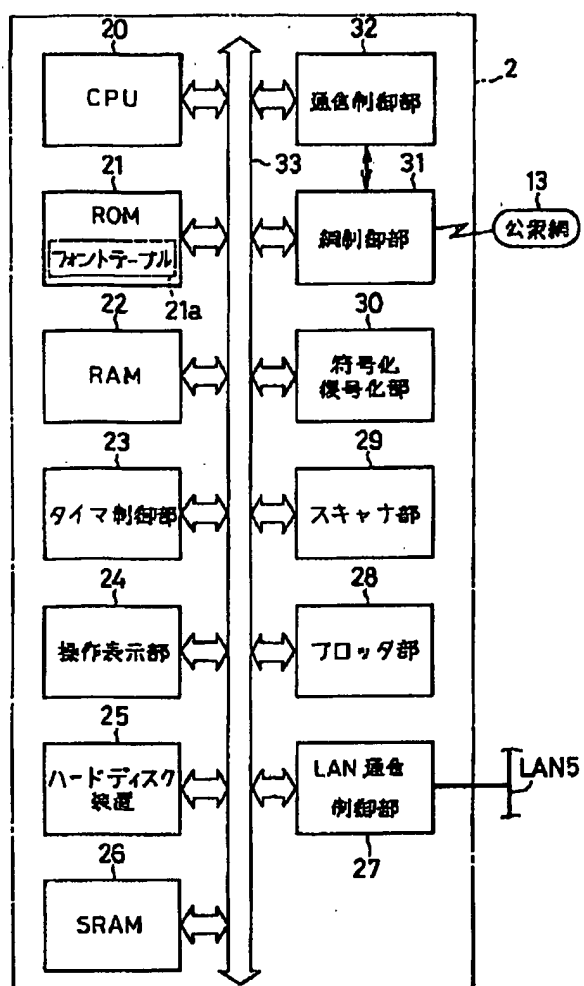 20
CPU
32
通信制御部
2
33
21
ROM
フォントテーブル
21a
31
網制御部
13
公衆網
22
RAM
30
符号化
復号化部
23
タイマ制御部
29
スキャナ部
24
操作表示部
28
プロッタ部
25
ハードディスク
装置
LAN通信
制御部
27
LAN5
26
SRAM